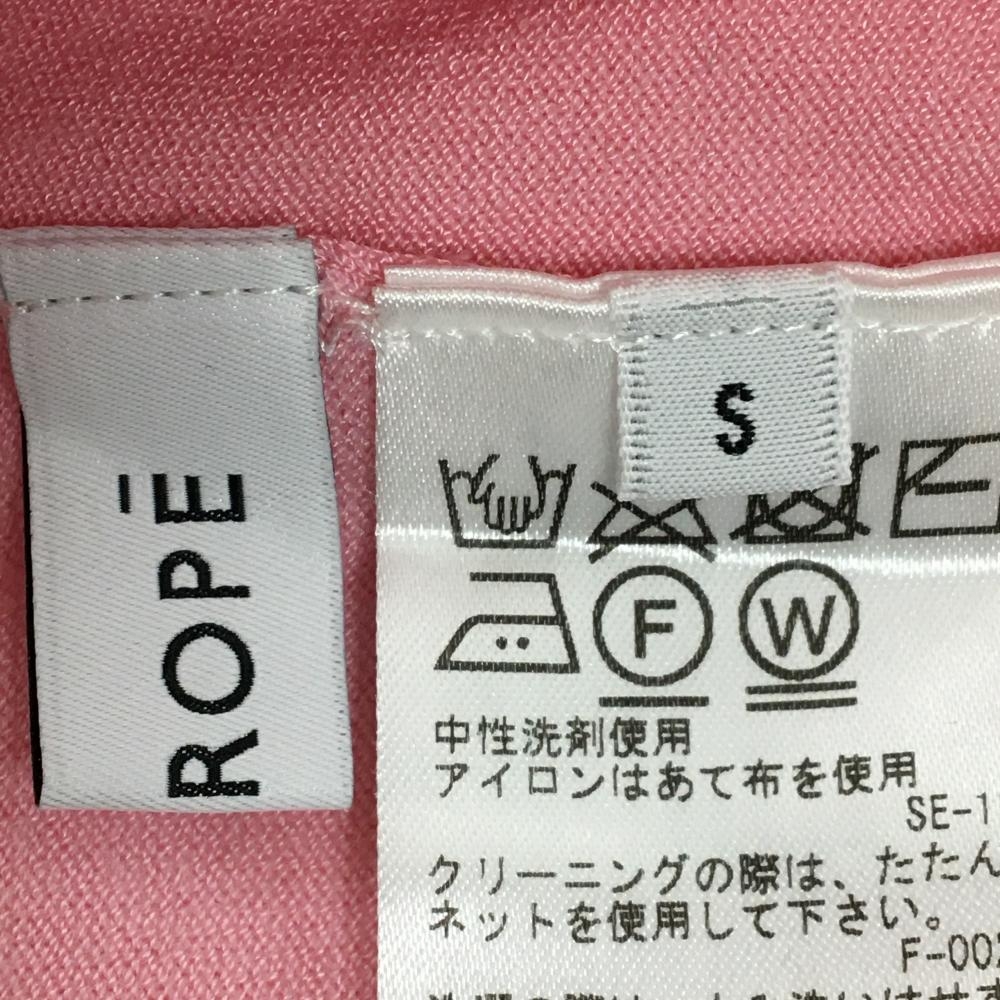 ROPĒ
S
F W
中性洗剤使用
アイロンはあて布を使用
SE-1
クリーニングの際は、たたん
ネットを使用して下さい。
F-002